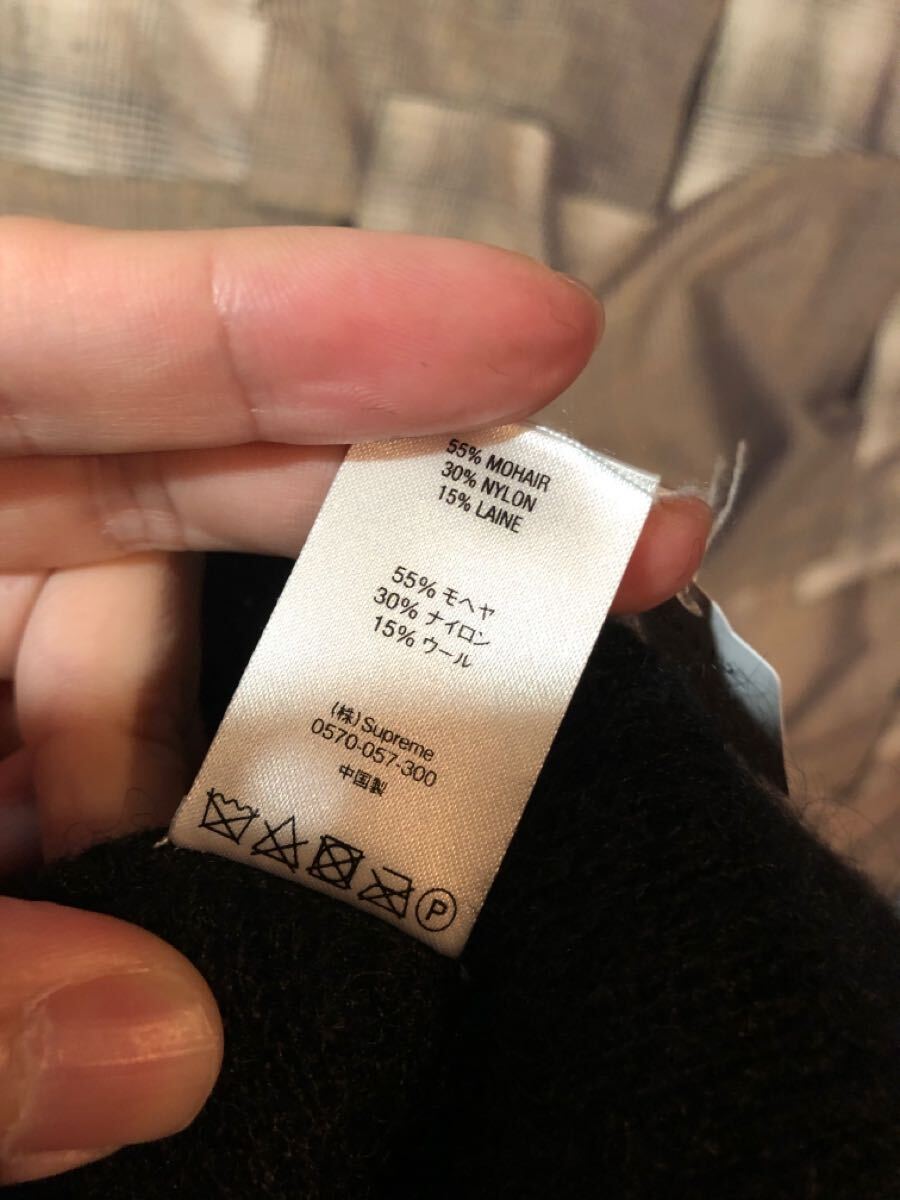 55% MOHAIR
30% NYLON
15% LAINE
55% モヘヤ
30% ナイロン
15% ウール
(株)Supreme
0570-057-300
中国製
P